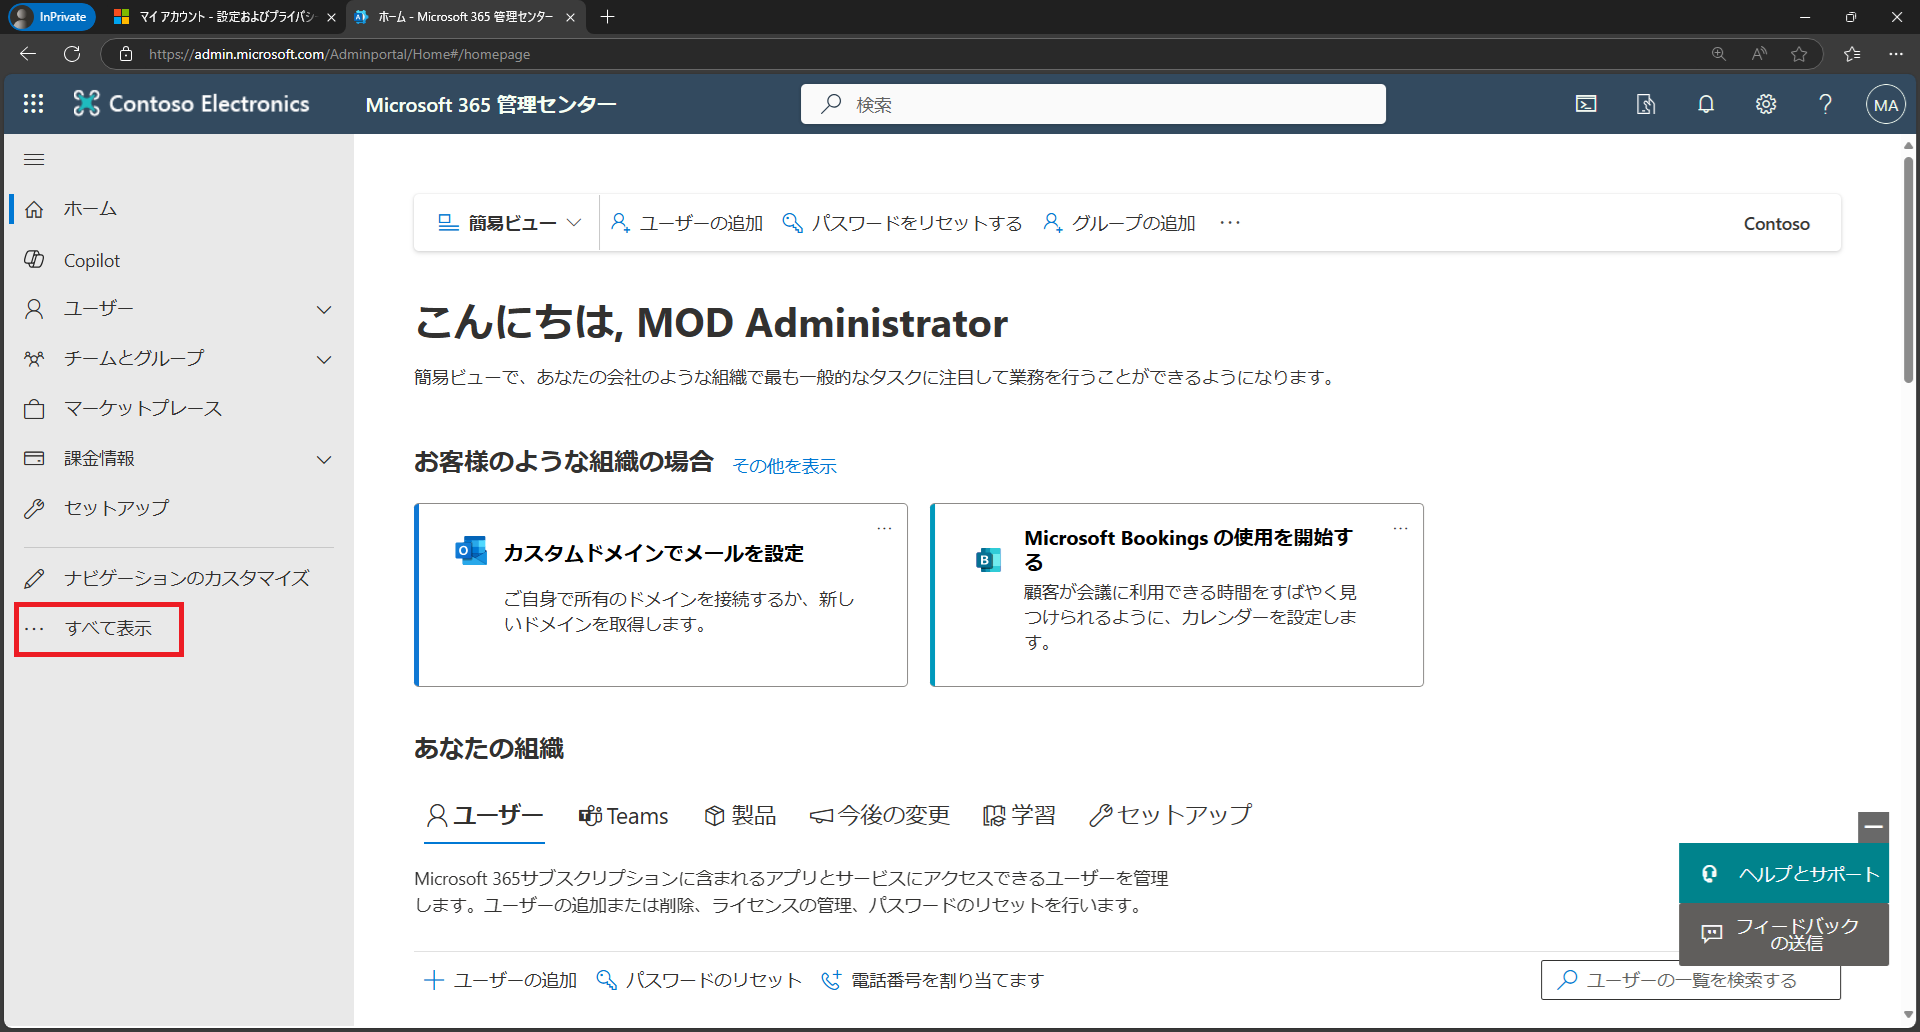 InPrivate
マイ アカウント - 設定およびプライバシ
ホーム - Microsoft 365 管理センター
https://admin.microsoft.com/Adminportal/Home#/homepage
Contoso Electronics
Microsoft 365 管理センター
検索
MA
ホーム
Copilot
ユーザー
チームとグループ
マーケットプレース
課金情報
セットアップ
ナビゲーションのカスタマイズ
すべて表示
簡易ビュー
ユーザーの追加
パスワードをリセットする
グループの追加
Contoso
こんにちは, MOD Administrator
簡易ビューで、あなたの会社のような組織で最も一般的なタスクに注目して業務を行うことができるようになります。
お客様のような組織の場合
その他を表示
カスタムドメインでメールを設定
ご自身で所有のドメインを接続するか、新し
いドメインを取得します。
Microsoft Bookings の使用を開始す
る
顧客が会議に利用できる時間をすばやく見
つけられるように、カレンダーを設定しま
す。
あなたの組織
ユーザー
Teams
製品
今後の変更
学習
セットアップ
Microsoft 365サブスクリプションに含まれるアプリとサービスにアクセスできるユーザーを管理
します。ユーザーの追加または削除、ライセンスの管理、パスワードのリセットを行います。
ヘルプとサポート
フィードバック
の送信
ユーザーの追加
パスワードのリセット
電話番号を割り当てます
ユーザーの一覧を検索する